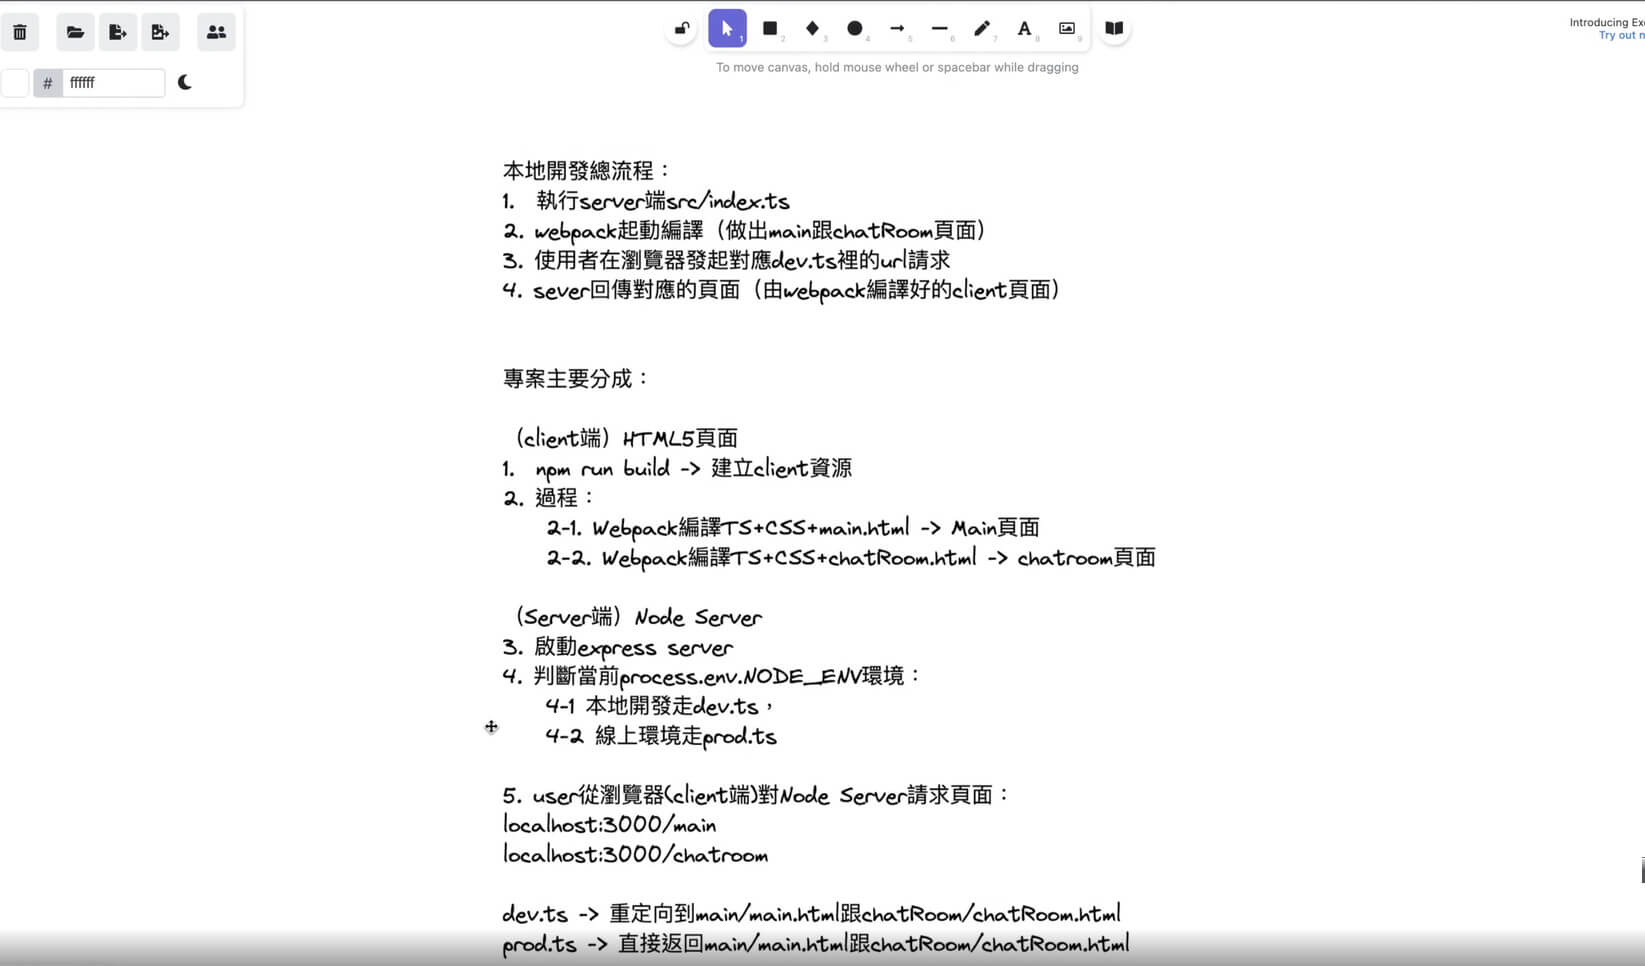 Introducing Exc
Try out n
1
2
3
4
5
6
7
A
8
9
# ffffff
To move canvas, hold mouse wheel or spacebar while dragging
本地開發總流程：
1. 執行server端src/index.ts
2. webpack起動編譯（做出main跟chatRoom頁面）
3. 使用者在瀏覽器發起對應dev.ts裡的url請求
4. sever回傳對應的頁面（由webpack編譯好的client頁面）
專案主要分成：
（client端）HTML5頁面
1. npm run build -> 建立client資源
2. 過程：
2-1. Webpack編譯TS+CSS+main.html -> Main頁面
2-2. Webpack編譯TS+CSS+chatRoom.html -> chatroom頁面
（Server端）Node Server
3. 啟動express server
4. 判斷當前process.env.NODE_ENV環境：
4-1 本地開發走dev.ts，
4-2 線上環境走prod.ts
5. user從瀏覽器(client端)對Node Server請求頁面：
localhost:3000/main
localhost:3000/chatroom
dev.ts -> 重定向到main/main.html跟chatRoom/chatRoom.html
prod.ts -> 直接返回main/main.html跟chatRoom/chatRoom.html